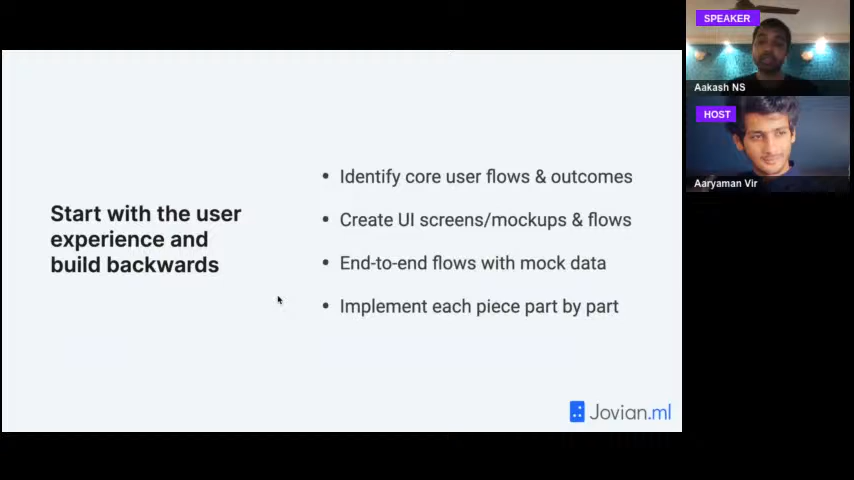 SPEAKER
Aakash NS
HOST
Aaryaman Vir
Start with the user
experience and
build backwards
• Identify core user flows & outcomes
• Create UI screens/mockups & flows
• End-to-end flows with mock data
• Implement each piece part by part
Jovian.ml